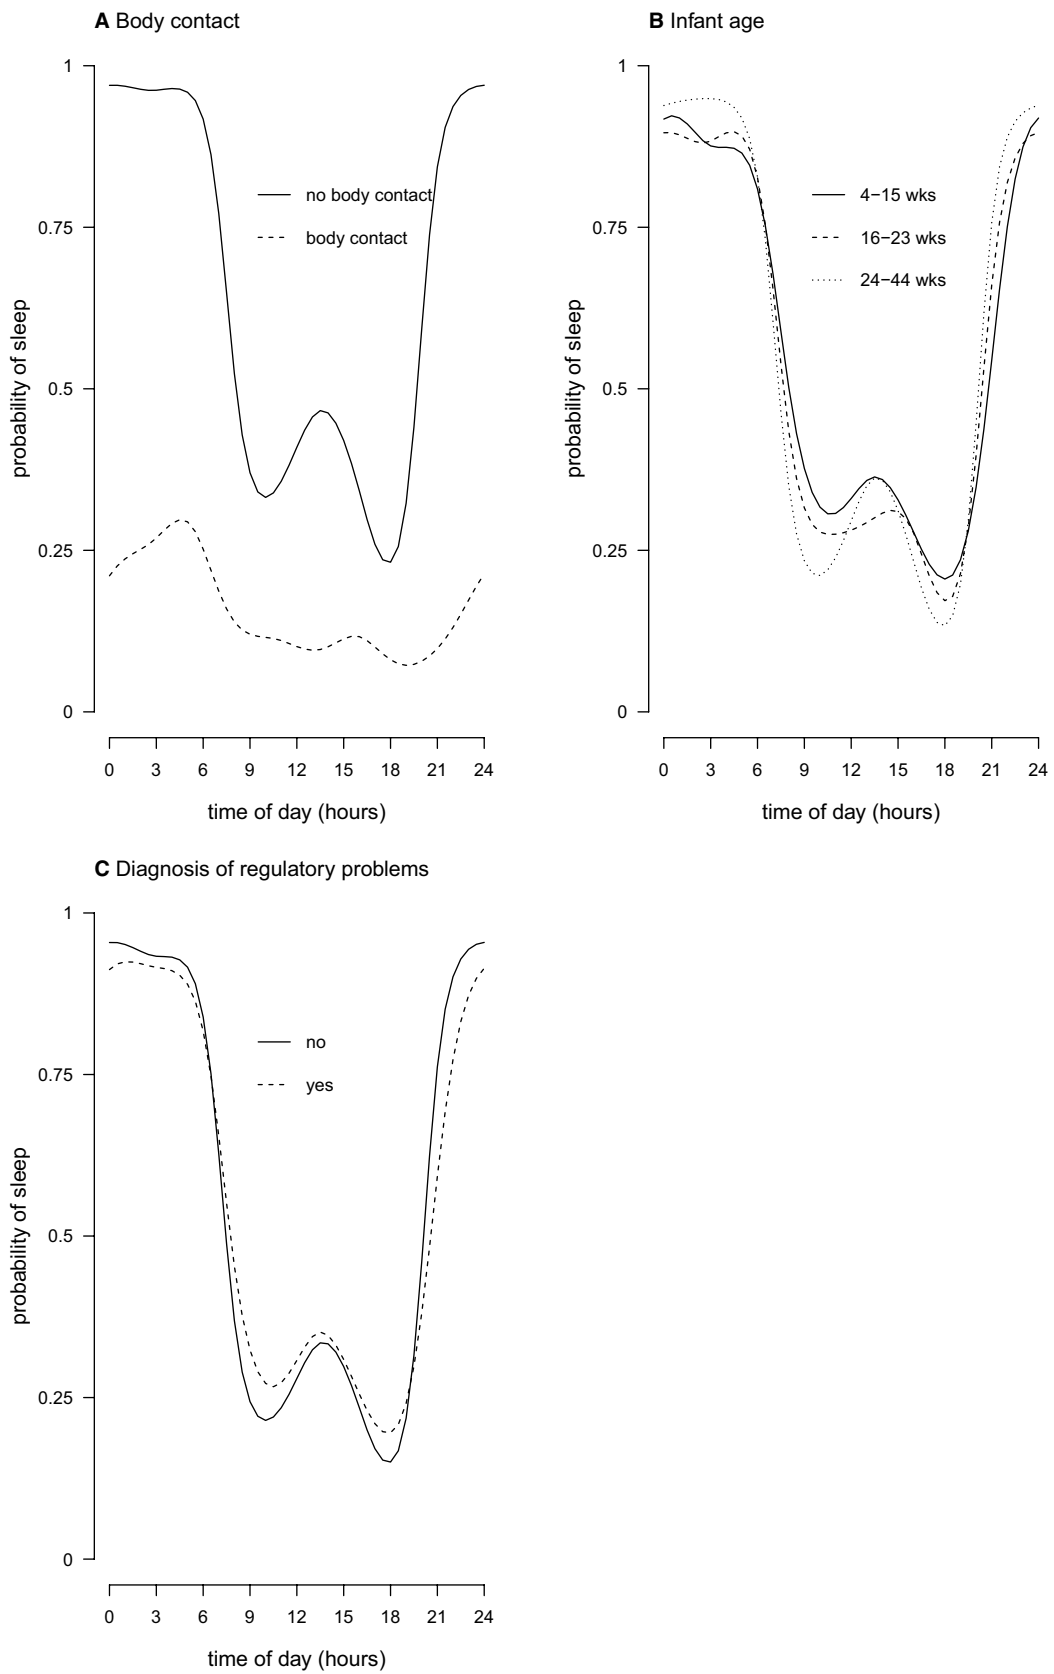 A Body contact
1
0.75
0.5
0.25
0
probability of sleep
no body contact
body contact
0 3 6 9 12 15 18 21 24
time of day (hours)
B Infant age
1
0.75
0.5
0.25
0
probability of sleep
4−15 wks
16−23 wks
24−44 wks
0 3 6 9 12 15 18 21 24
time of day (hours)
C Diagnosis of regulatory problems
1
0.75
0.5
0.25
0
probability of sleep
no
yes
0 3 6 9 12 15 18 21 24
time of day (hours)